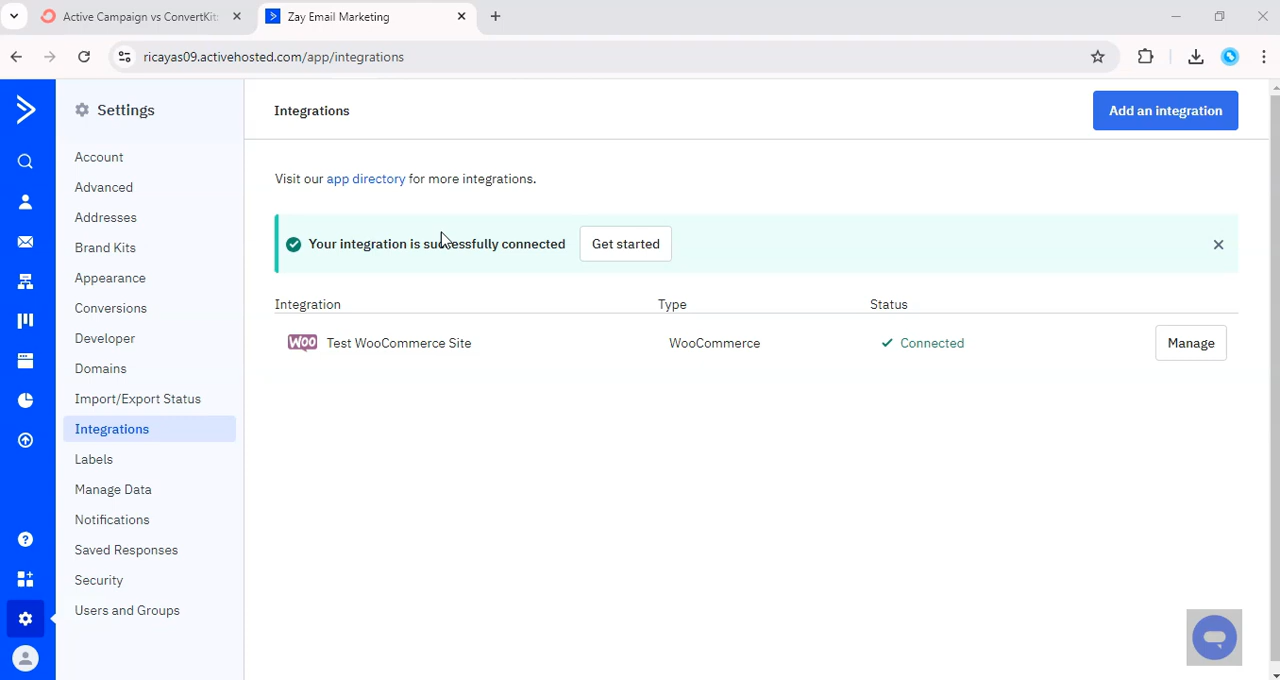 Active Campaign vs ConvertKit:
Zay Email Marketing
ricayas09.activehosted.com/app/integrations
Settings
Integrations
Add an integration
Account
Advanced
Addresses
Brand Kits
Appearance
Conversions
Developer
Domains
Import/Export Status
Integrations
Labels
Manage Data
Notifications
Saved Responses
Security
Users and Groups
Visit our app directory for more integrations.
Your integration is successfully connected
Get started
Integration Type Status
WOO Test WooCommerce Site WooCommerce Connected Manage